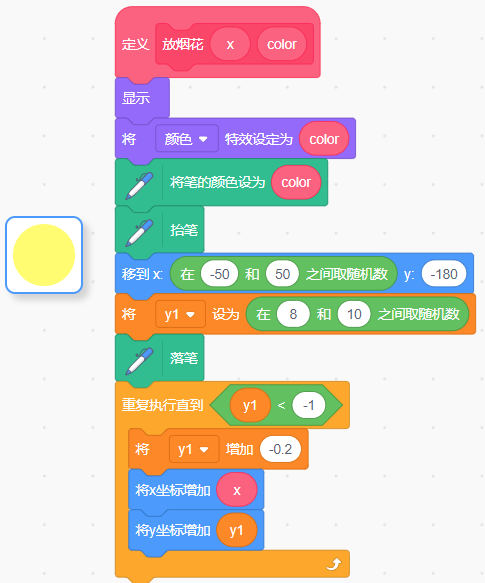 定义 放烟花 x color
显示
将 颜色 特效设定为 color
将笔的颜色设为 color
抬笔
移到 x: 在 -50 和 50 之间取随机数 y: -180
将 y1 设为 在 8 和 10 之间取随机数
落笔
重复执行直到 y1 < -1
将 y1 增加 -0.2
将x坐标增加 x
将y坐标增加 y1